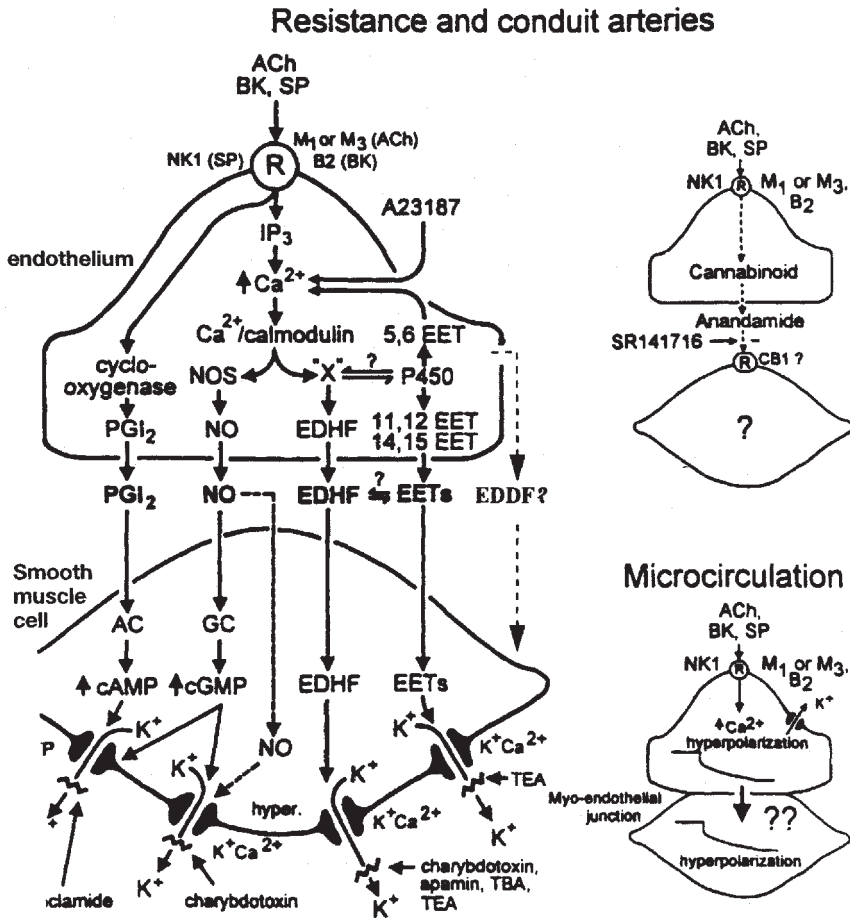 Resistance and conduit arteries
ACh
BK, SP
NK1 (SP)
R
M1 or M3 (ACh)
B2 (BK)
A23187
IP3
endothelium
Ca2+
Ca2+/calmodulin
5,6 EET
cyclo-
oxygenase
NOS
"X"
?
P450
PGI2
NO
EDHF
11,12 EET
14,15 EET
PGI2
NO
EDHF
?
EETs
EDDF?
Smooth
muscle
cell
AC
GC
cAMP
cGMP
EDHF
EETs
K+
NO
K+
K+
K+
K+Ca2+
TEA
P
hyper.
K+Ca2+
K+Ca2+
K+
+
K+
K+
clamide
charybdotoxin
charybdotoxin,
apamin, TBA,
TEA
ACh,
BK, SP
NK1
R
M1 or M3,
B2
Cannabinoid
Anandamide
SR141716
–
R
CB1 ?
?
Microcirculation
ACh,
BK, SP
NK1
R
M1 or M3,
B2
K+
Ca2+
hyperpolarization
Myo-endothelial
junction
??
hyperpolarization